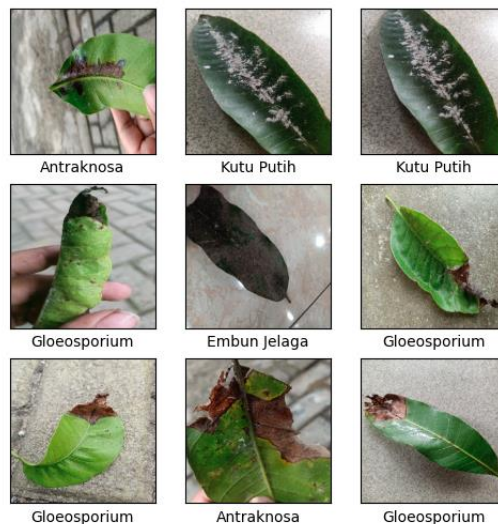 Antraknosa
Kutu Putih
Kutu Putih
Gloeosporium
Embun Jelaga
Gloeosporium
Gloeosporium
Antraknosa
Gloeosporium